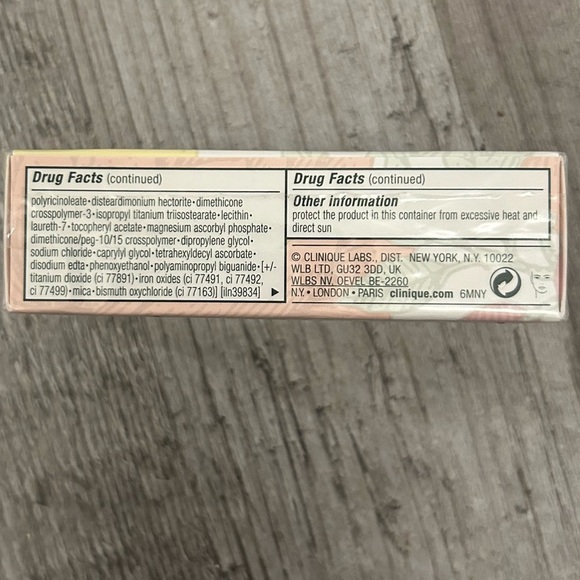 Drug Facts (continued)
polyricinoleate•disteardimonium hectorite•dimethicone
crosspolymer-3•isopropyl titanium triisostearate•lecithin•
laureth-7•tocopheryl acetate•magnesium ascorbyl phosphate•
dimethicone/peg-10/15 crosspolymer•dipropylene glycol•
sodium chloride•caprylyl glycol•tetrahexyldecyl ascorbate•
disodium edta•phenoxyethanol•polyaminopropyl biguanide•[+/-
titanium dioxide (ci 77891)•iron oxides (ci 77491, ci 77492,
ci 77499)•mica•bismuth oxychloride (ci 77163)] [iln39834]
Drug Facts (continued)
Other information
protect the product in this container from excessive heat and
direct sun
© CLINIQUE LABS., DIST. NEW YORK, N.Y. 10022
WLB LTD, GU32 3DD, UK
WLBS NV, OEVEL BE-2260
N.Y.•LONDON•PARIS clinique.com 6MNY